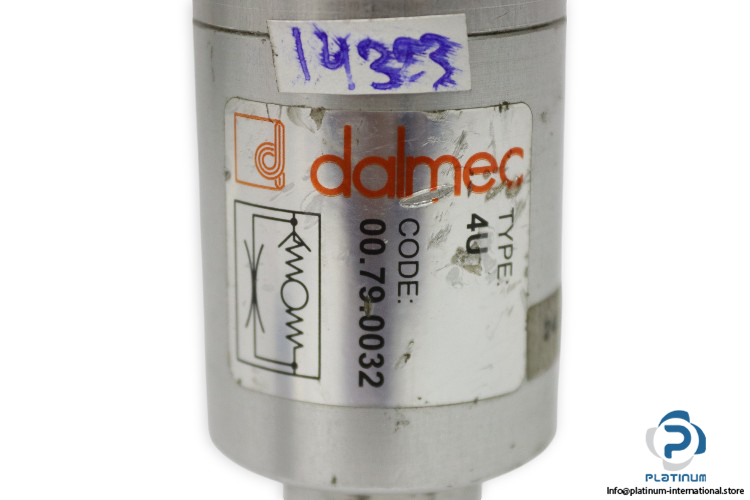 14323
dalmec
TYPE:
4U
CODE:
00.79.0032
PLATINUM
Info@platinum-international.store